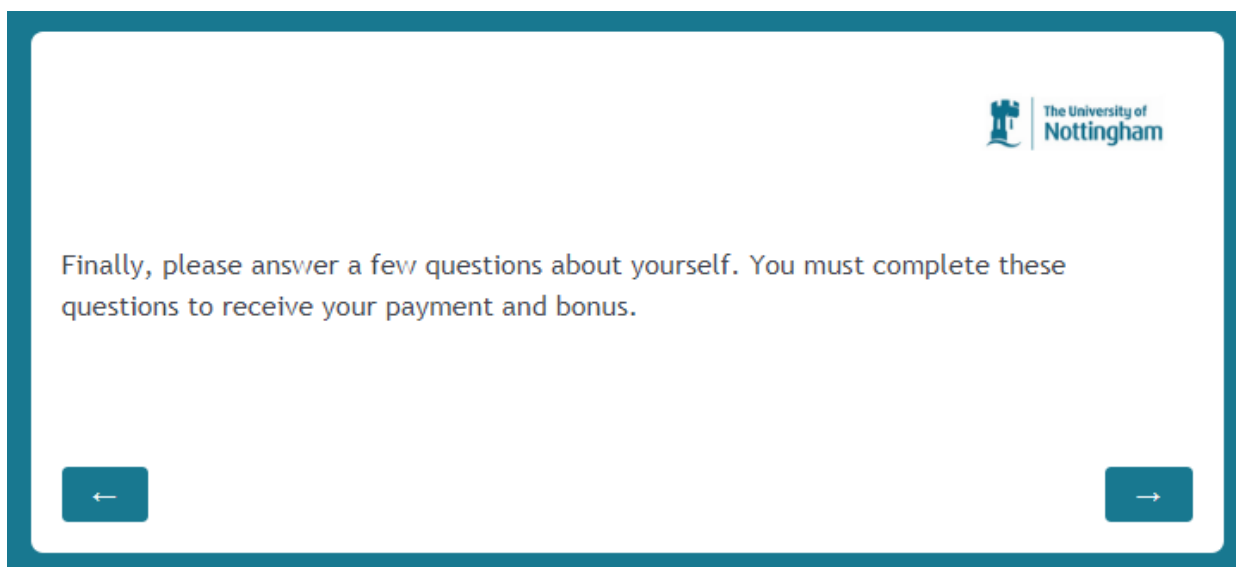 The University of
Nottingham
Finally, please answer a few questions about yourself. You must complete these
questions to receive your payment and bonus.
← →